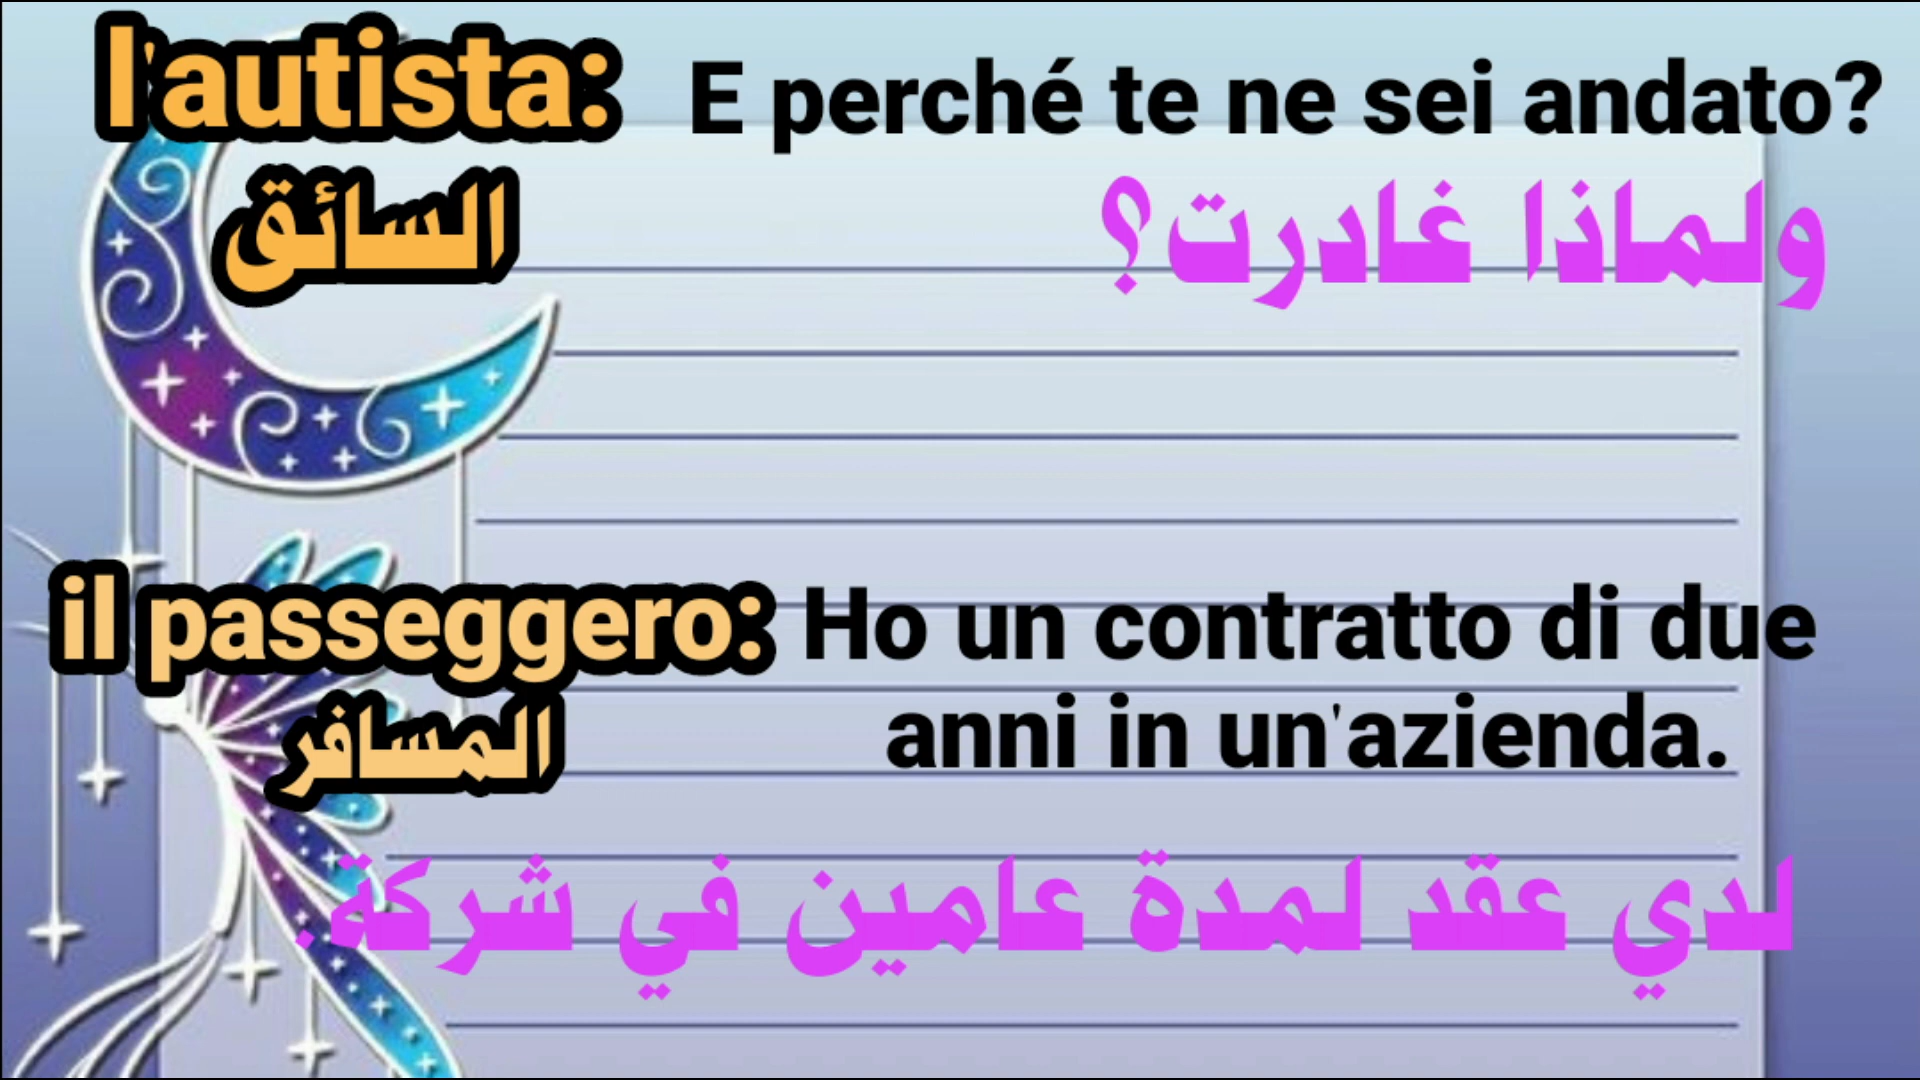 l'autista: E perché te ne sei andato?
السائق ولماذا غادرت؟
il passeggero: Ho un contratto di due
المسافر anni in un'azienda.
لدي عقد لمدة عامين في شركة.